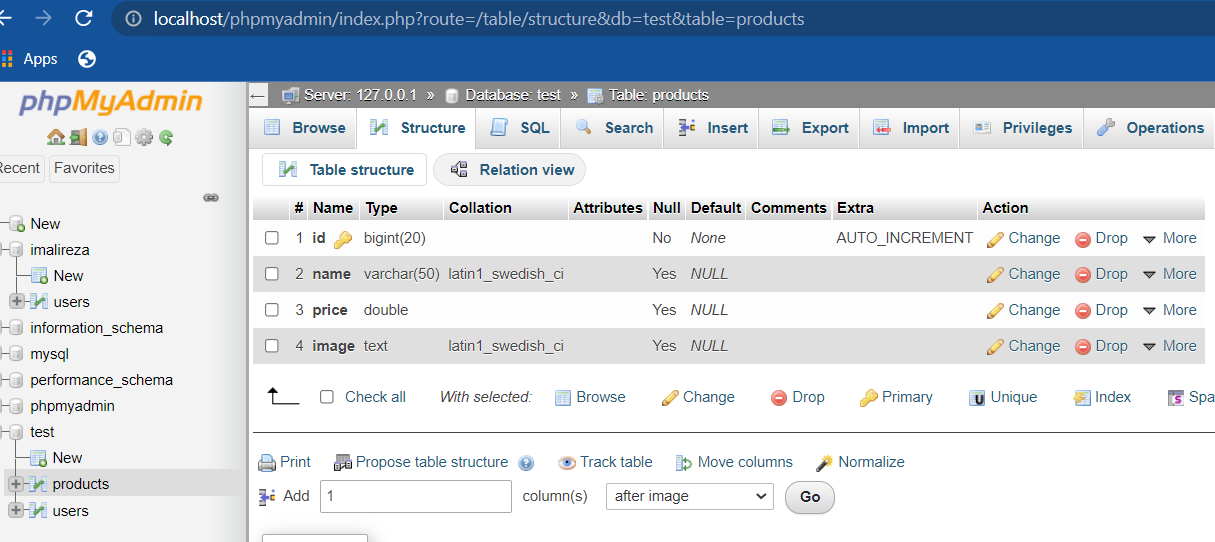 localhost/phpmyadmin/index.php?route=/table/structure&db=test&table=products
Apps
phpMyAdmin
Recent Favorites
New
imalireza
New
users
information_schema
mysql
performance_schema
phpmyadmin
test
New
products
users
Server: 127.0.0.1 » Database: test » Table: products
Browse Structure SQL Search Insert Export Import Privileges Operations
Table structure Relation view
# Name Type Collation Attributes Null Default Comments Extra Action
1 id bigint(20) No None AUTO_INCREMENT Change Drop More
2 name varchar(50) latin1_swedish_ci Yes NULL Change Drop More
3 price double Yes NULL Change Drop More
4 image text latin1_swedish_ci Yes NULL Change Drop More
Check all With selected: Browse Change Drop Primary Unique Index Spa
Print Propose table structure Track table Move columns Normalize
Add 1 column(s) after image Go